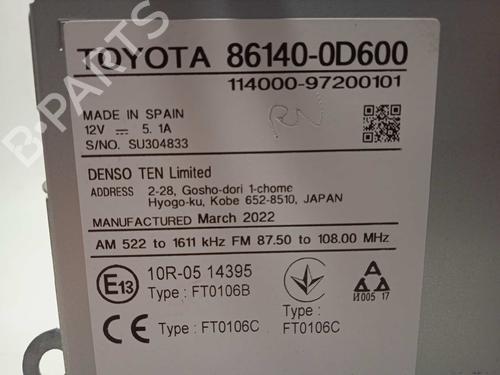 B-PARTS
TOYOTA 86140-0D600
114000-97200101
MADE IN SPAIN
12V ⎓ 5.1A
S/NO. SU304833
DENSO TEN Limited
ADDRESS 2-28, Gosho-dori 1-chome
Hyogo-ku, Kobe 652-8510, JAPAN
MANUFACTURED March 2022
AM 522 to 1611 kHz FM 87.50 to 108.00 MHz
E13 10R-05 14395
Type : FT0106B
CE Type : FT0106C
Type :
FT0106C
И005 17